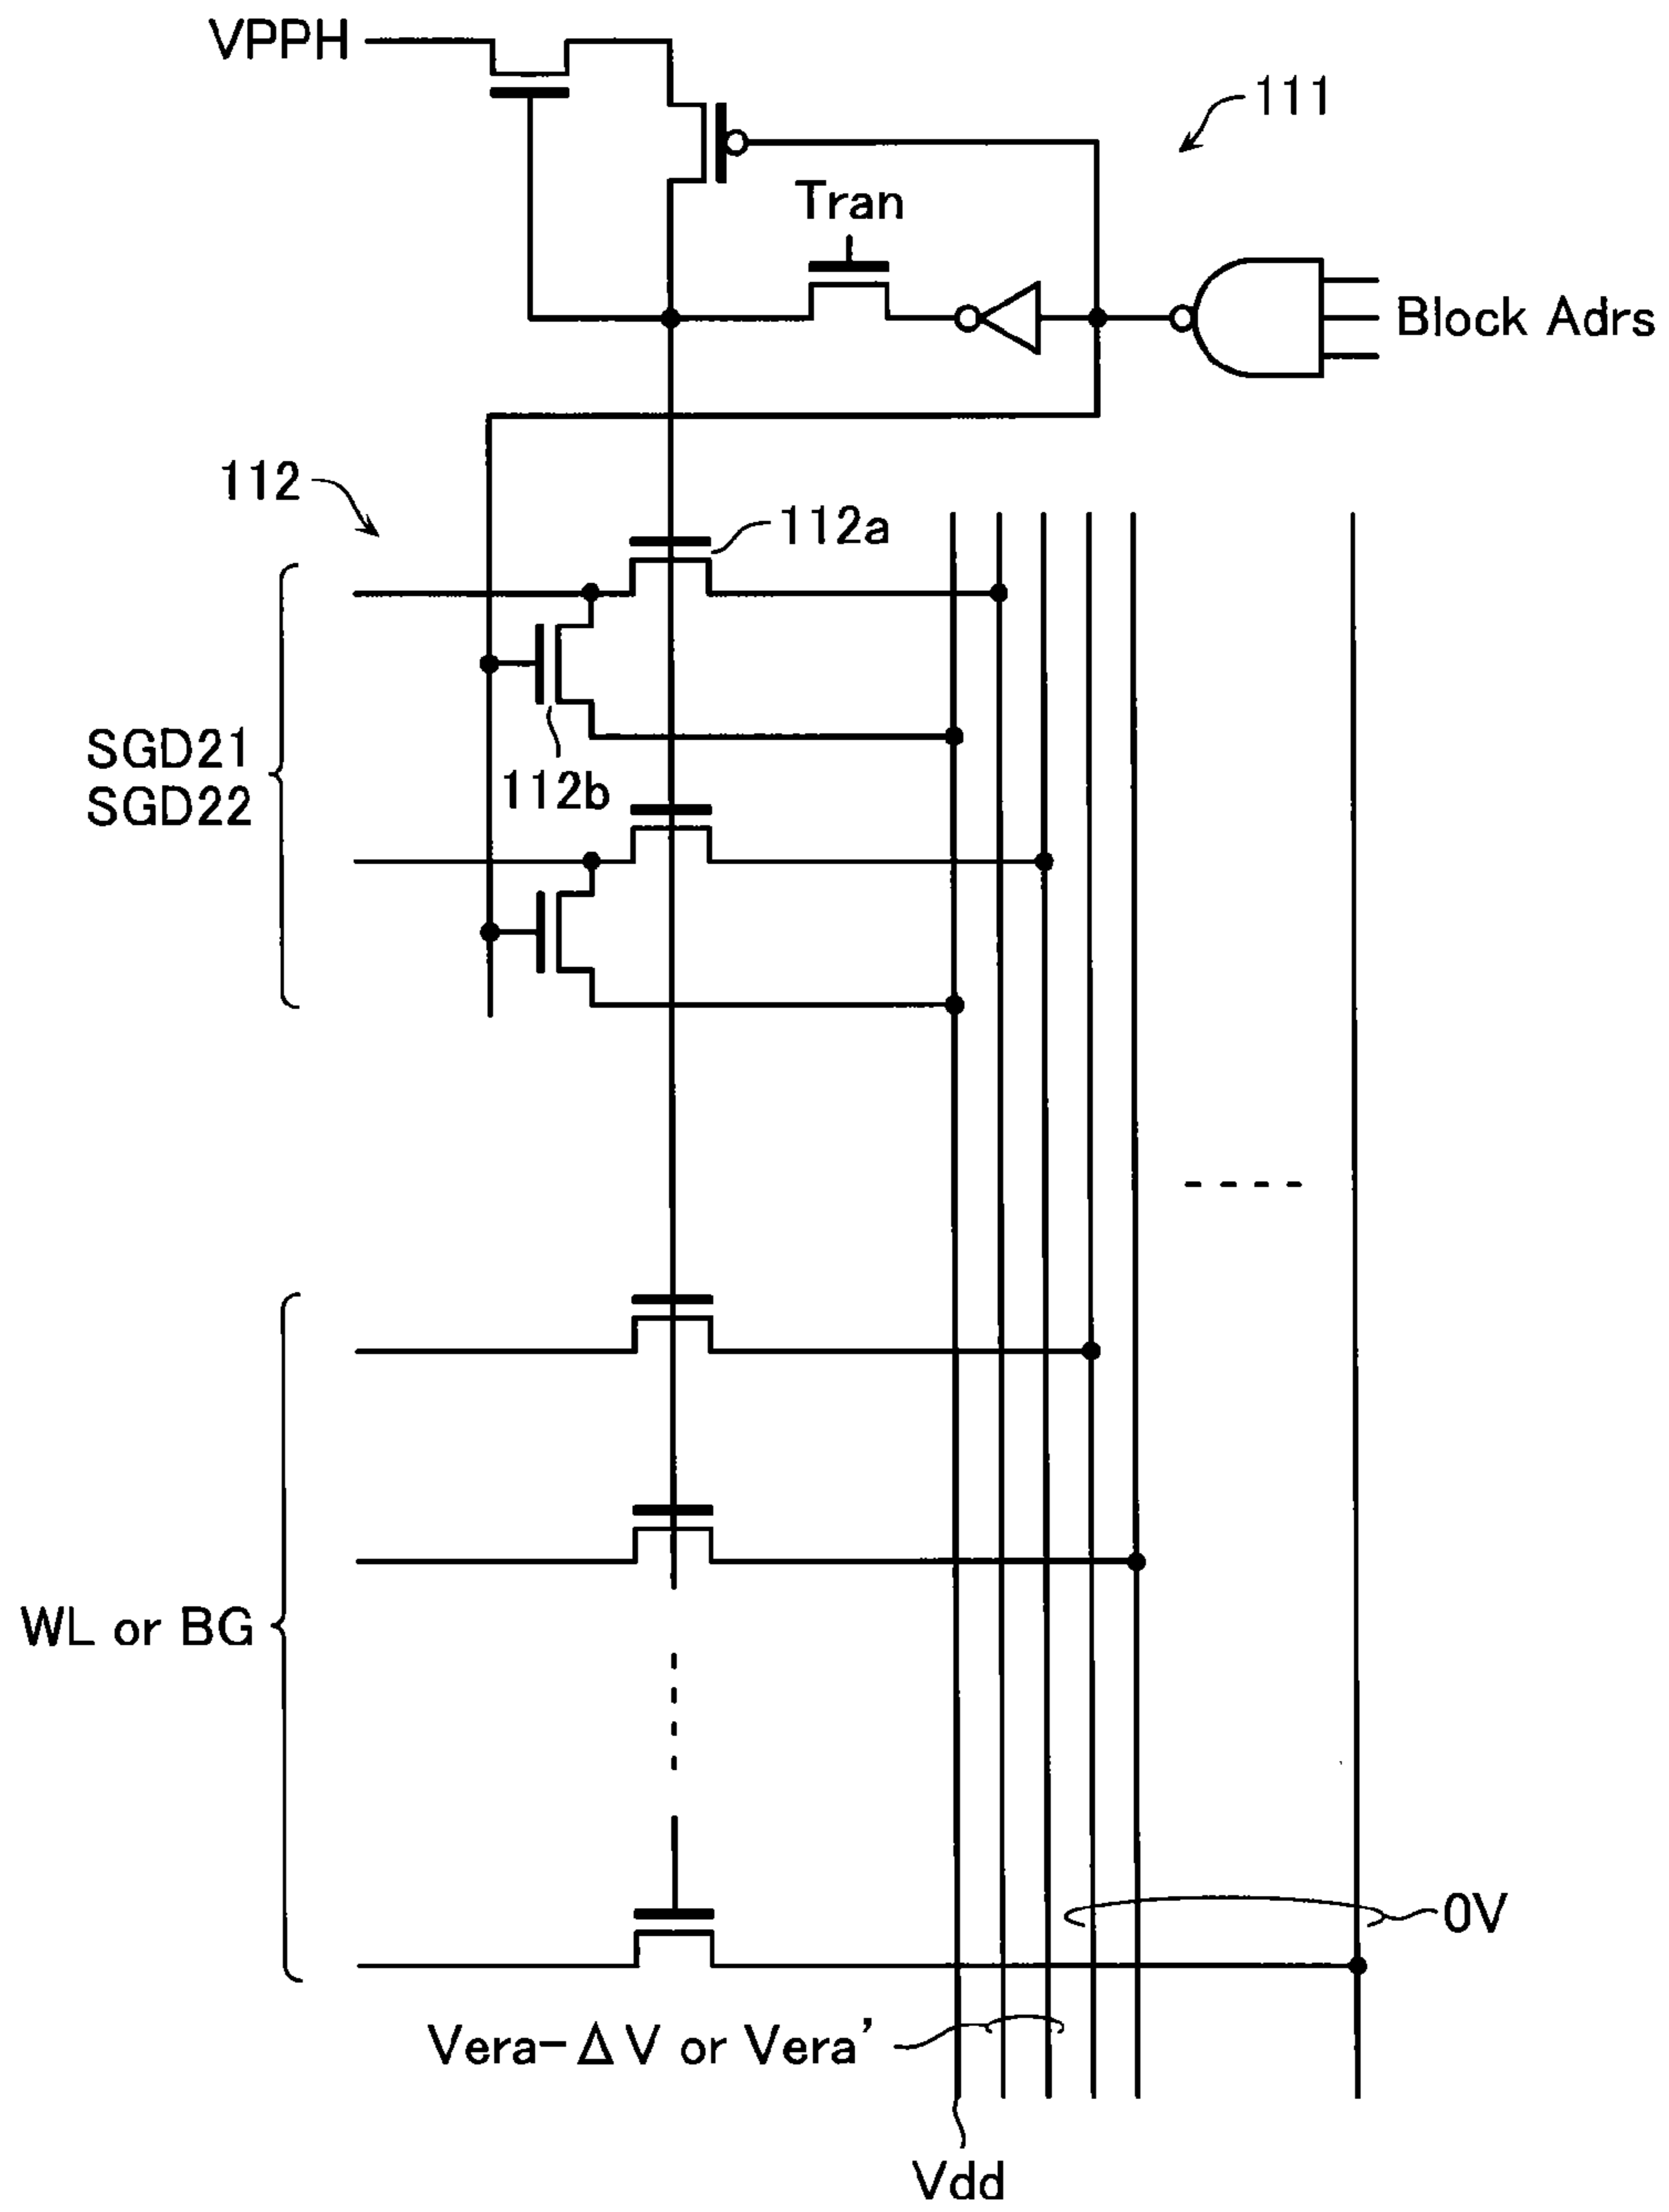 VPPH
111
Tran
Block Adrs
112
112a
SGD21
SGD22
112b
WL or BG
0V
Vera-ΔV or Vera’
Vdd